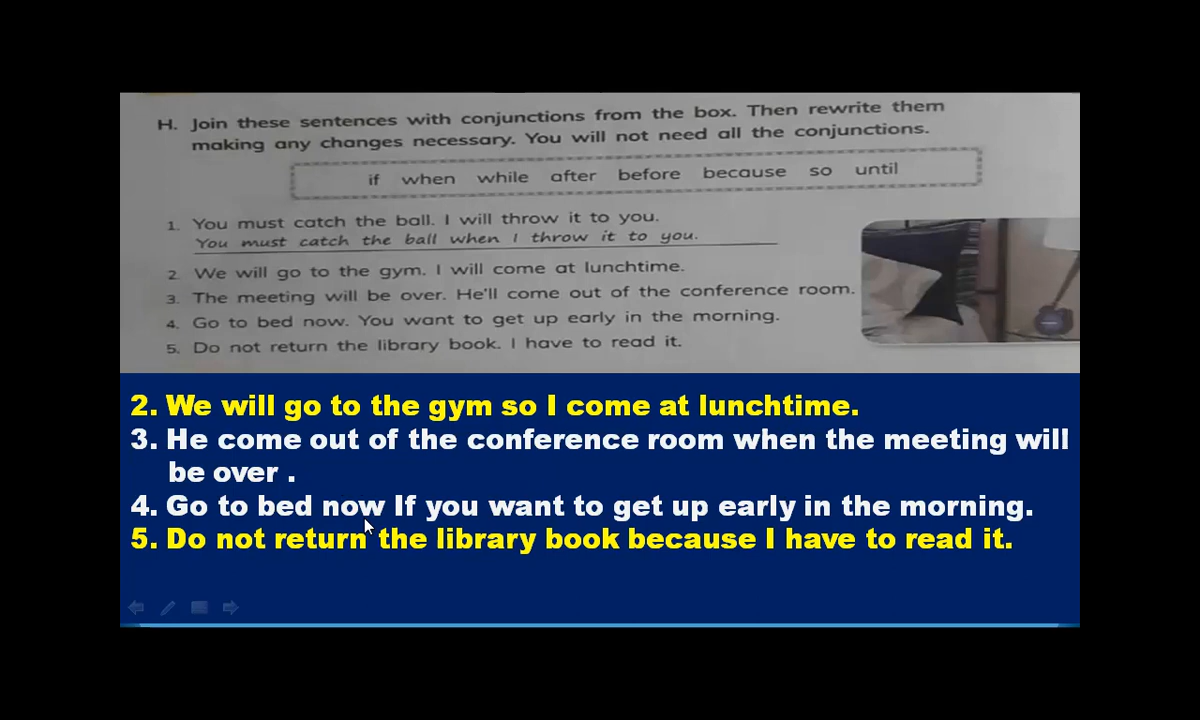 H. Join these sentences with conjunctions from the box. Then rewrite them
making any changes necessary. You will not need all the conjunctions.
if when while after before because so until
1. You must catch the ball. I will throw it to you.
You must catch the ball when I throw it to you.
2. We will go to the gym. I will come at lunchtime.
3. The meeting will be over. He'll come out of the conference room.
4. Go to bed now. You want to get up early in the morning.
5. Do not return the library book. I have to read it.
2. We will go to the gym so I come at lunchtime.
3. He come out of the conference room when the meeting will
be over .
4. Go to bed now If you want to get up early in the morning.
5. Do not return the library book because I have to read it.